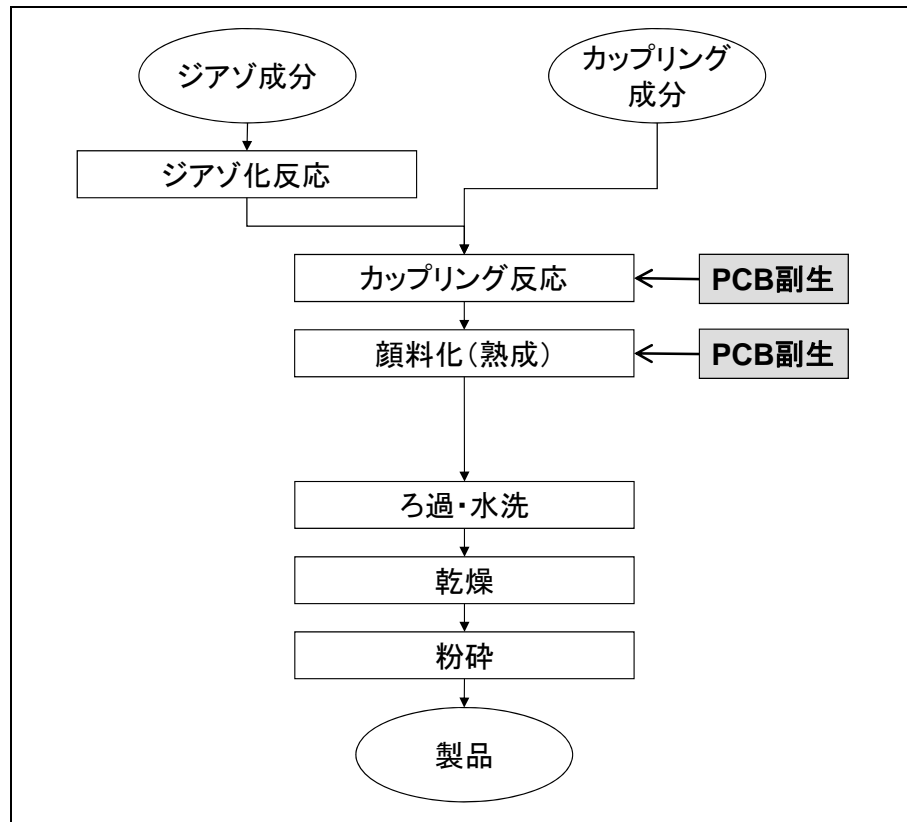 ジアゾ成分
カップリング
成分
ジアゾ化反応
カップリング反応
PCB副生
顔料化(熟成)
PCB副生
ろ過・水洗
乾燥
粉砕
製品